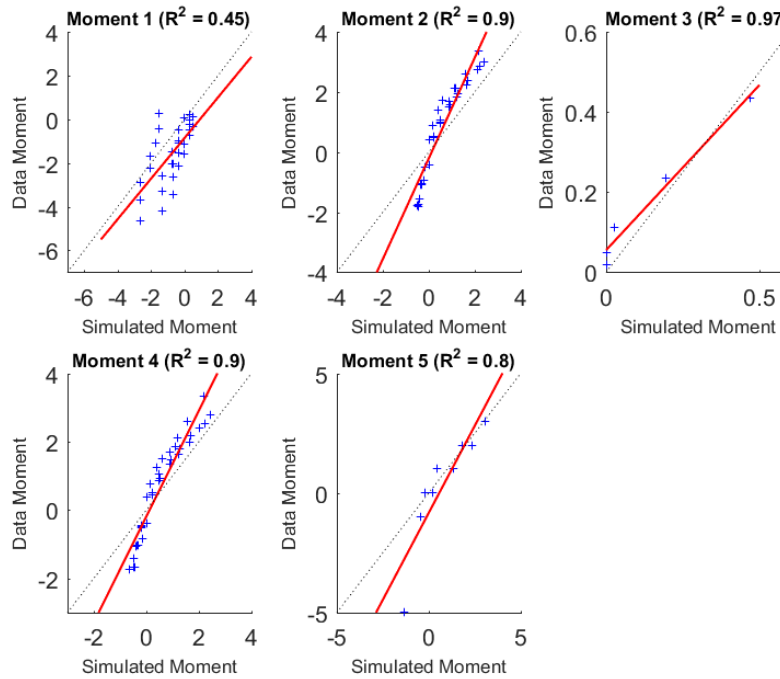 Moment 1 (R² = 0.45)
4
2
0
-2
-4
-6
Data Moment
-6 -4 -2 0 2 4
Simulated Moment
Moment 2 (R² = 0.9)
4
2
0
-2
-4
Data Moment
-4 -2 0 2 4
Simulated Moment
Moment 3 (R² = 0.97
0.6
0.4
0.2
0
Data Moment
0 0.5
Simulated Moment
Moment 4 (R² = 0.9)
4
2
0
-2
Data Moment
-2 0 2 4
Simulated Moment
Moment 5 (R² = 0.8)
5
0
-5
Data Moment
-5 0 5
Simulated Moment